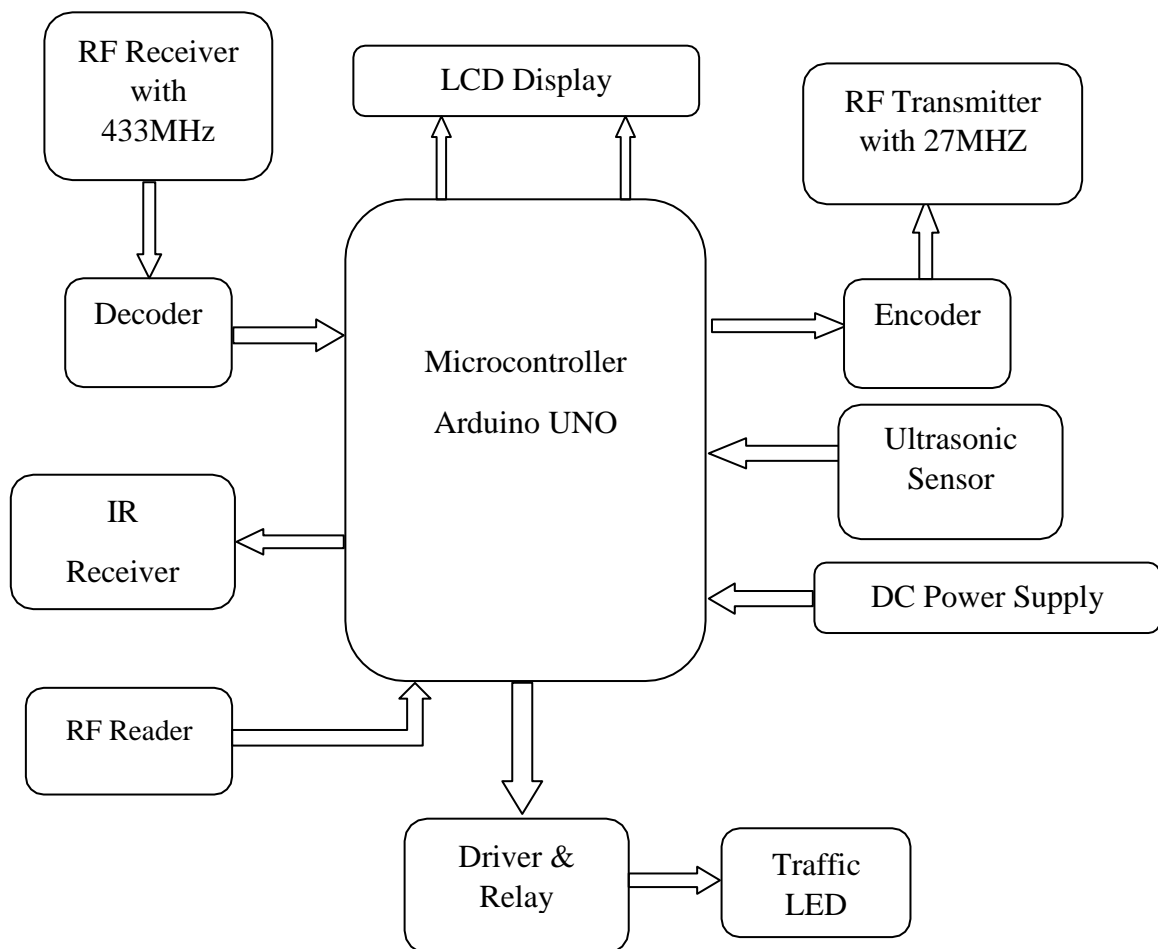 RF Receiver
with
433MHz
LCD Display
RF Transmitter
with 27MHZ
Decoder
Encoder
Microcontroller
Arduino UNO
Ultrasonic
Sensor
IR
Receiver
DC Power Supply
RF Reader
Driver &
Relay
Traffic
LED